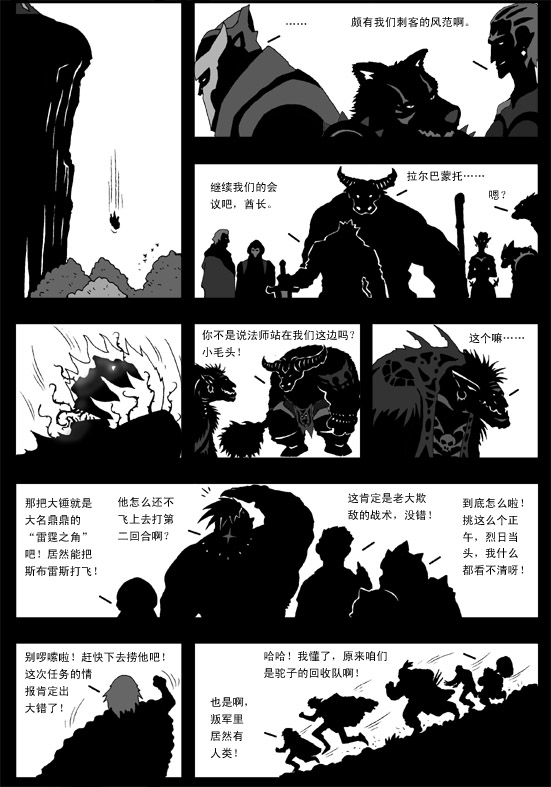 ……
颇有我们刺客的风范啊。
继续我们的会
议吧，酋长。
拉尔巴蒙托……
嗯？
你不是说法师站在我们这边吗？
小毛头！
这个嘛……
那把大锤就是
大名鼎鼎的
“雷霆之角”
吧！居然能把
斯布雷斯打飞！
他怎么还不
飞上去打第
二回合啊？
这肯定是老大欺
敌的战术，没错！
到底怎么啦！
挑这么个正
午，烈日当
头，我什么
都看不清呀！
别啰嗦啦！赶快下去捞他吧！
这次任务的情
报肯定出
大错了！
哈哈！我懂了，原来咱们
是驼子的回收队啊！
也是啊，
叛军里
居然有
人类！